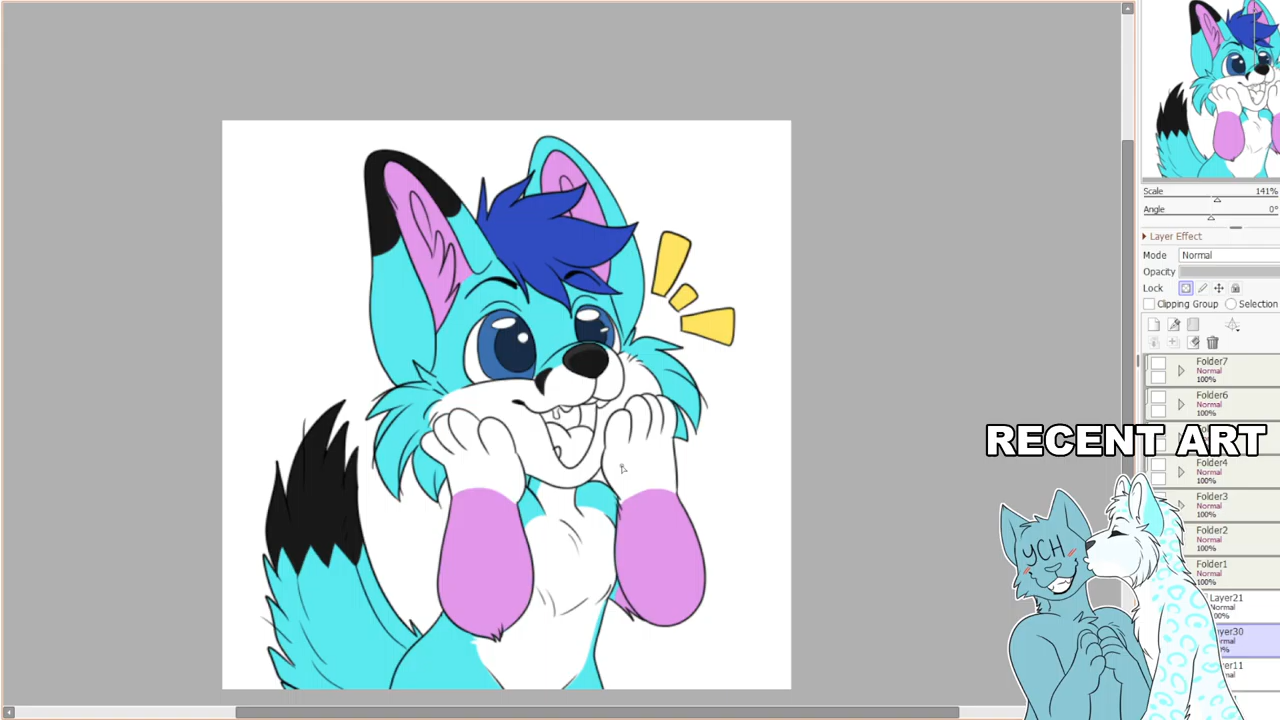 Scale 141%
Angle 0°
Layer Effect
Mode Normal
Opacity
Lock
Clipping Group Selection
Folder7
Normal
100%
Folder6
Normal
100%
RECENT ART
Folder4
Normal
100%
Folder3
Normal
100%
Folder2
Normal
100%
Folder1
Normal
100%
YCH
Layer21
Normal
100%